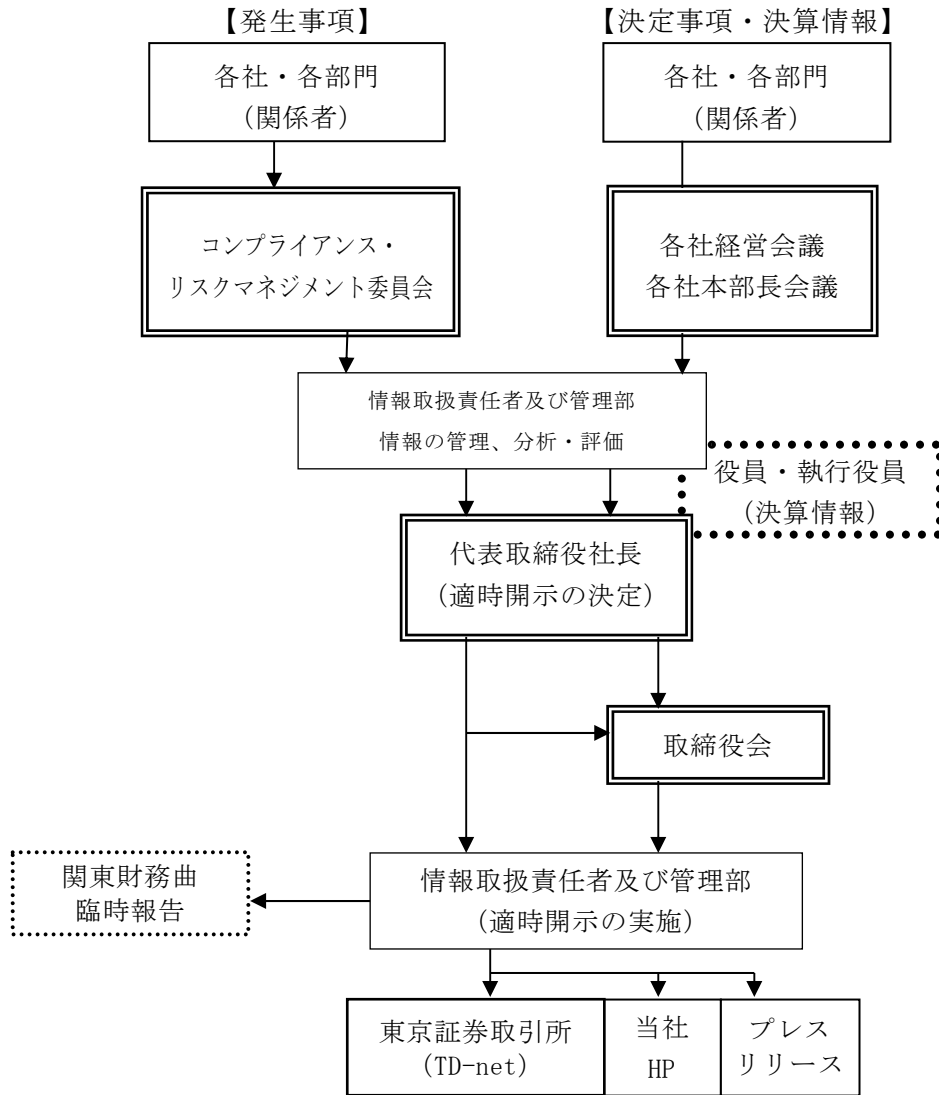 【発生事項】
【決定事項・決算情報】
各社・各部門
(関係者)
各社・各部門
(関係者)
コンプライアンス・
リスクマネジメント委員会
各社経営会議
各社本部長会議
情報取扱責任者及び管理部
情報の管理、分析・評価
役員・執行役員
(決算情報)
代表取締役社長
(適時開示の決定)
取締役会
関東財務曲
臨時報告
情報取扱責任者及び管理部
(適時開示の実施)
東京証券取引所
(TD-net)
当社
HP
プレス
リリース